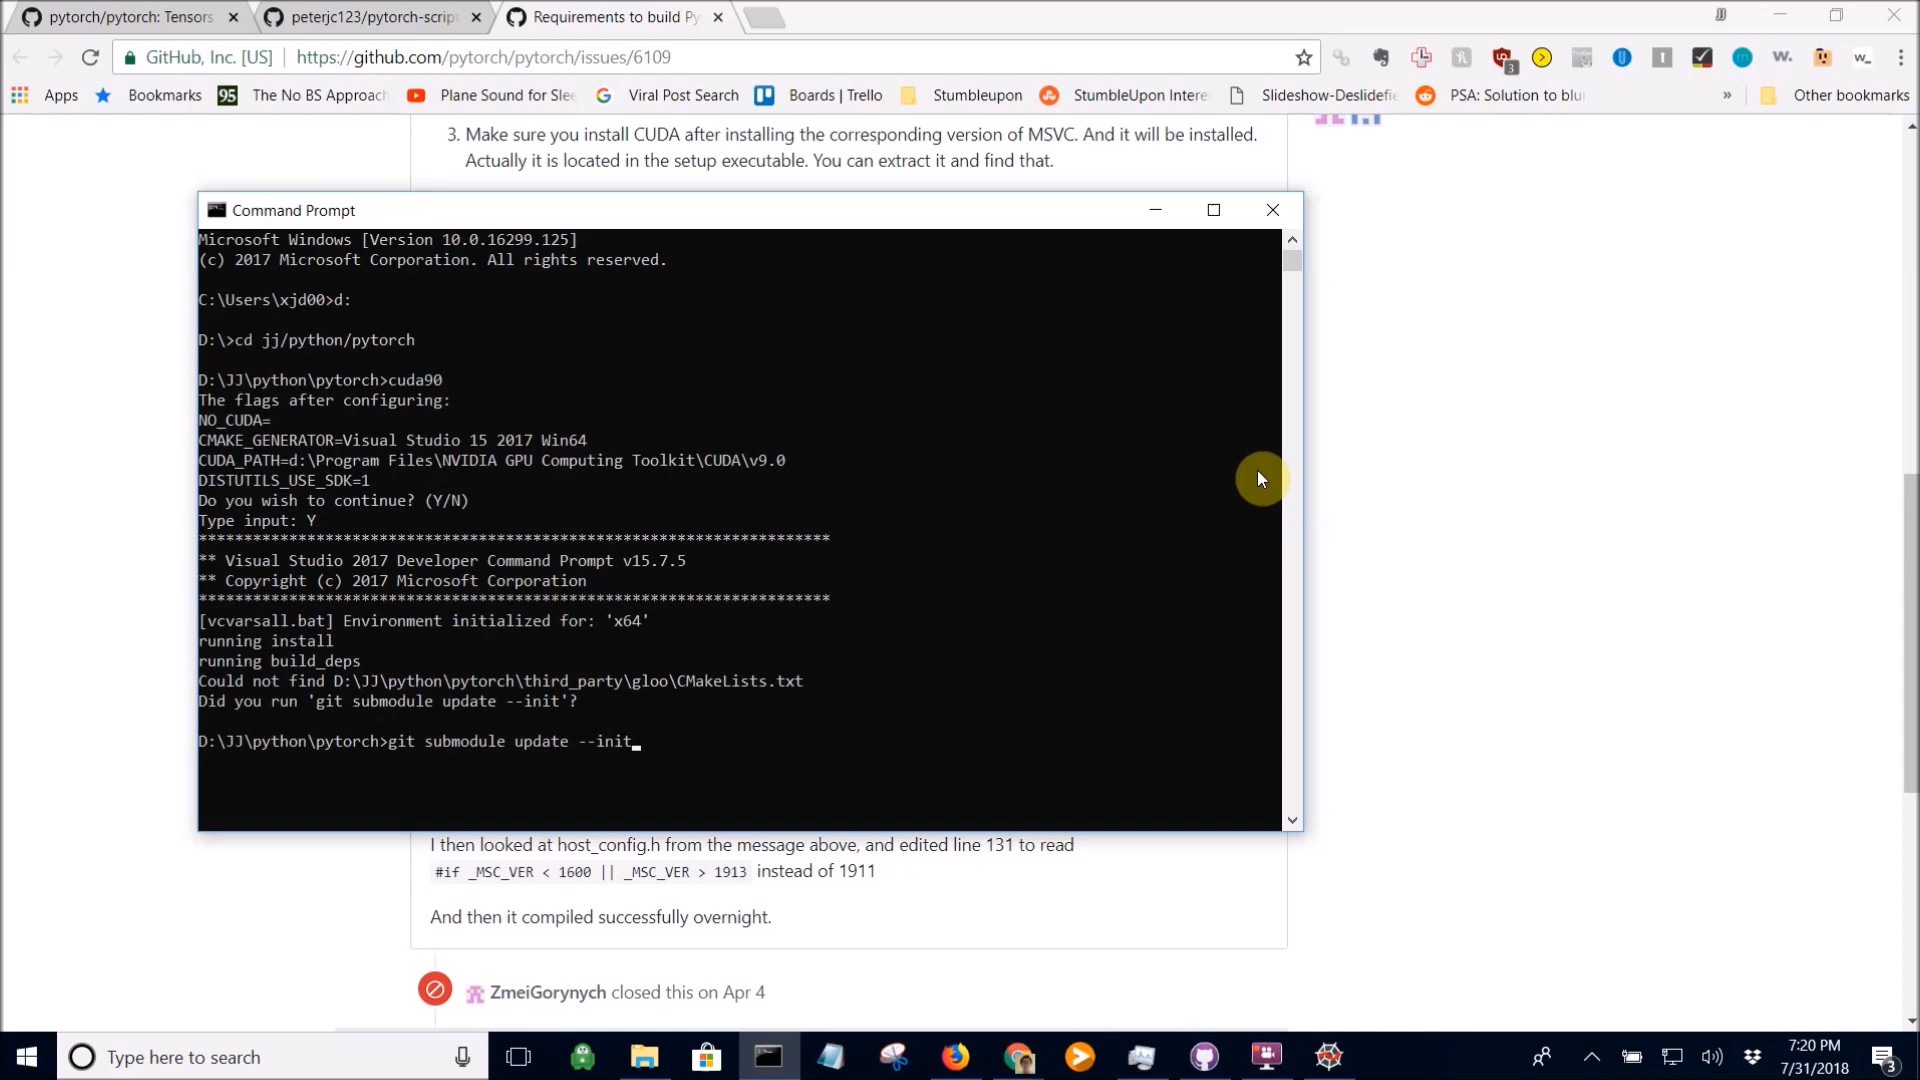 pytorch/pytorch: Tensors
peterjc123/pytorch-script
Requirements to build Py
GitHub, Inc. [US]
https://github.com/pytorch/pytorch/issues/6109
3
w.
w_
Apps
Bookmarks
95
The No BS Approach
Plane Sound for Slee
Viral Post Search
Boards | Trello
Stumbleupon
StumbleUpon Intere
Slideshow-Deslidefie
PSA: Solution to blur
»
Other bookmarks
3. Make sure you install CUDA after installing the corresponding version of MSVC. And it will be installed.
Actually it is located in the setup executable. You can extract it and find that.
Command Prompt
Microsoft Windows [Version 10.0.16299.125]
(c) 2017 Microsoft Corporation. All rights reserved.
C:\Users\xjd00>d:
D:\>cd jj/python/pytorch
D:\JJ\python\pytorch>cuda90
The flags after configuring:
NO_CUDA=
CMAKE_GENERATOR=Visual Studio 15 2017 Win64
CUDA_PATH=d:\Program Files\NVIDIA GPU Computing Toolkit\CUDA\v9.0
DISTUTILS_USE_SDK=1
Do you wish to continue? (Y/N)
Type input: Y
**********************************************************************
** Visual Studio 2017 Developer Command Prompt v15.7.5
** Copyright (c) 2017 Microsoft Corporation
**********************************************************************
[vcvarsall.bat] Environment initialized for: 'x64'
running install
running build_deps
Could not find D:\JJ\python\pytorch\third_party\gloo\CMakeLists.txt
Did you run 'git submodule update --init'?
D:\JJ\python\pytorch>git submodule update --init_
I then looked at host_config.h from the message above, and edited line 131 to read
#if _MSC_VER < 1600 || _MSC_VER > 1913 instead of 1911
And then it compiled successfully overnight.
ZmeiGorynych closed this on Apr 4
Type here to search
7:20 PM
7/31/2018
3